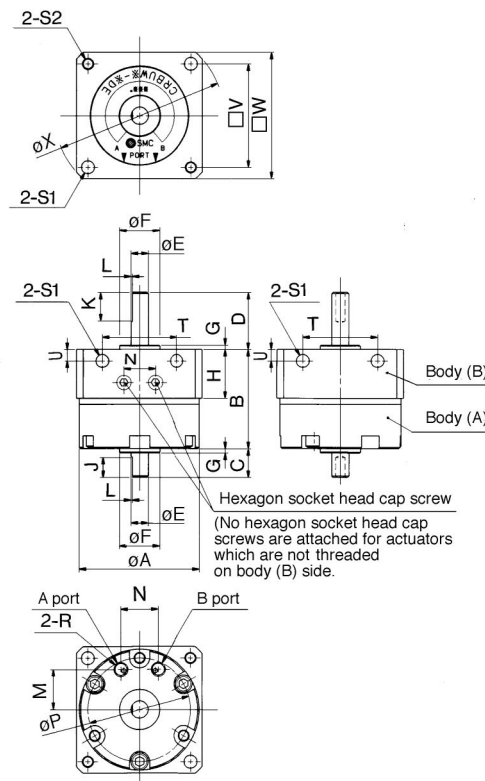 2-S2
CRBUW※-※DE
□V
□W
øX
A
B
SMC
PORT
2-S1
øF
øE
L
K
2-S1
T
G
D
2-S1
T
U
N
H
U
Body (B)
B
Body (A)
J
G
C
L
øE
Hexagon socket head cap screw
øF
(No hexagon socket head cap
øA
screws are attached for actuators
which are not threaded
on body (B) side.
N
A port
B port
2-R
M
øP